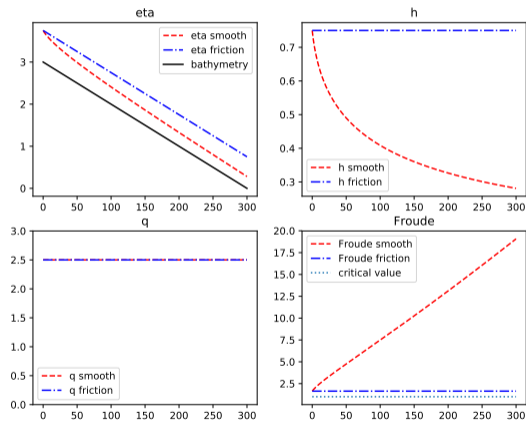 eta
eta smooth
eta friction
bathymetry
3
2
1
0
0 50 100 150 200 250 300
h
0.7
0.6
0.5
0.4
0.3
h smooth
h friction
0 50 100 150 200 250 300
q
3.0
2.5
2.0
1.5
1.0
0.5
0.0
q smooth
q friction
0 50 100 150 200 250 300
Froude
20.0
17.5
15.0
12.5
10.0
7.5
5.0
2.5
Froude smooth
Froude friction
critical value
0 50 100 150 200 250 300